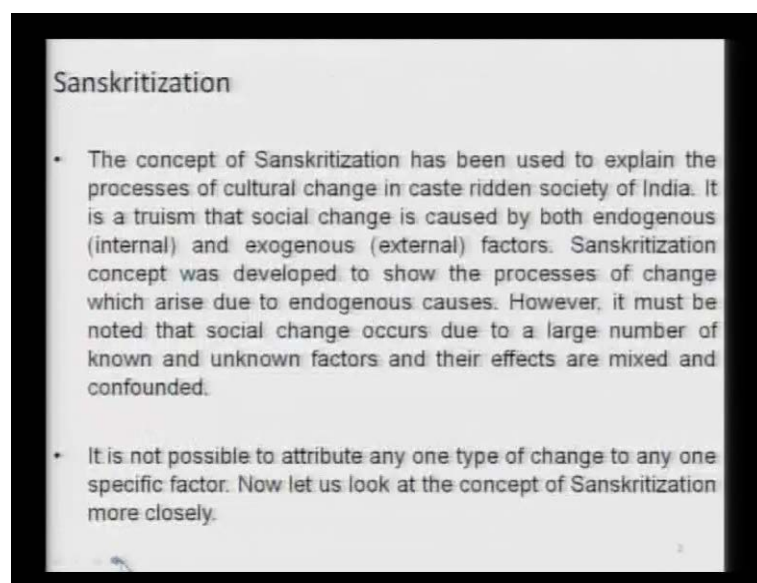 Sanskritization
• The concept of Sanskritization has been used to explain the
processes of cultural change in caste ridden society of India. It
is a truism that social change is caused by both endogenous
(internal) and exogenous (external) factors. Sanskritization
concept was developed to show the processes of change
which arise due to endogenous causes. However, it must be
noted that social change occurs due to a large number of
known and unknown factors and their effects are mixed and
confounded.
• It is not possible to attribute any one type of change to any one
specific factor. Now let us look at the concept of Sanskritization
more closely.